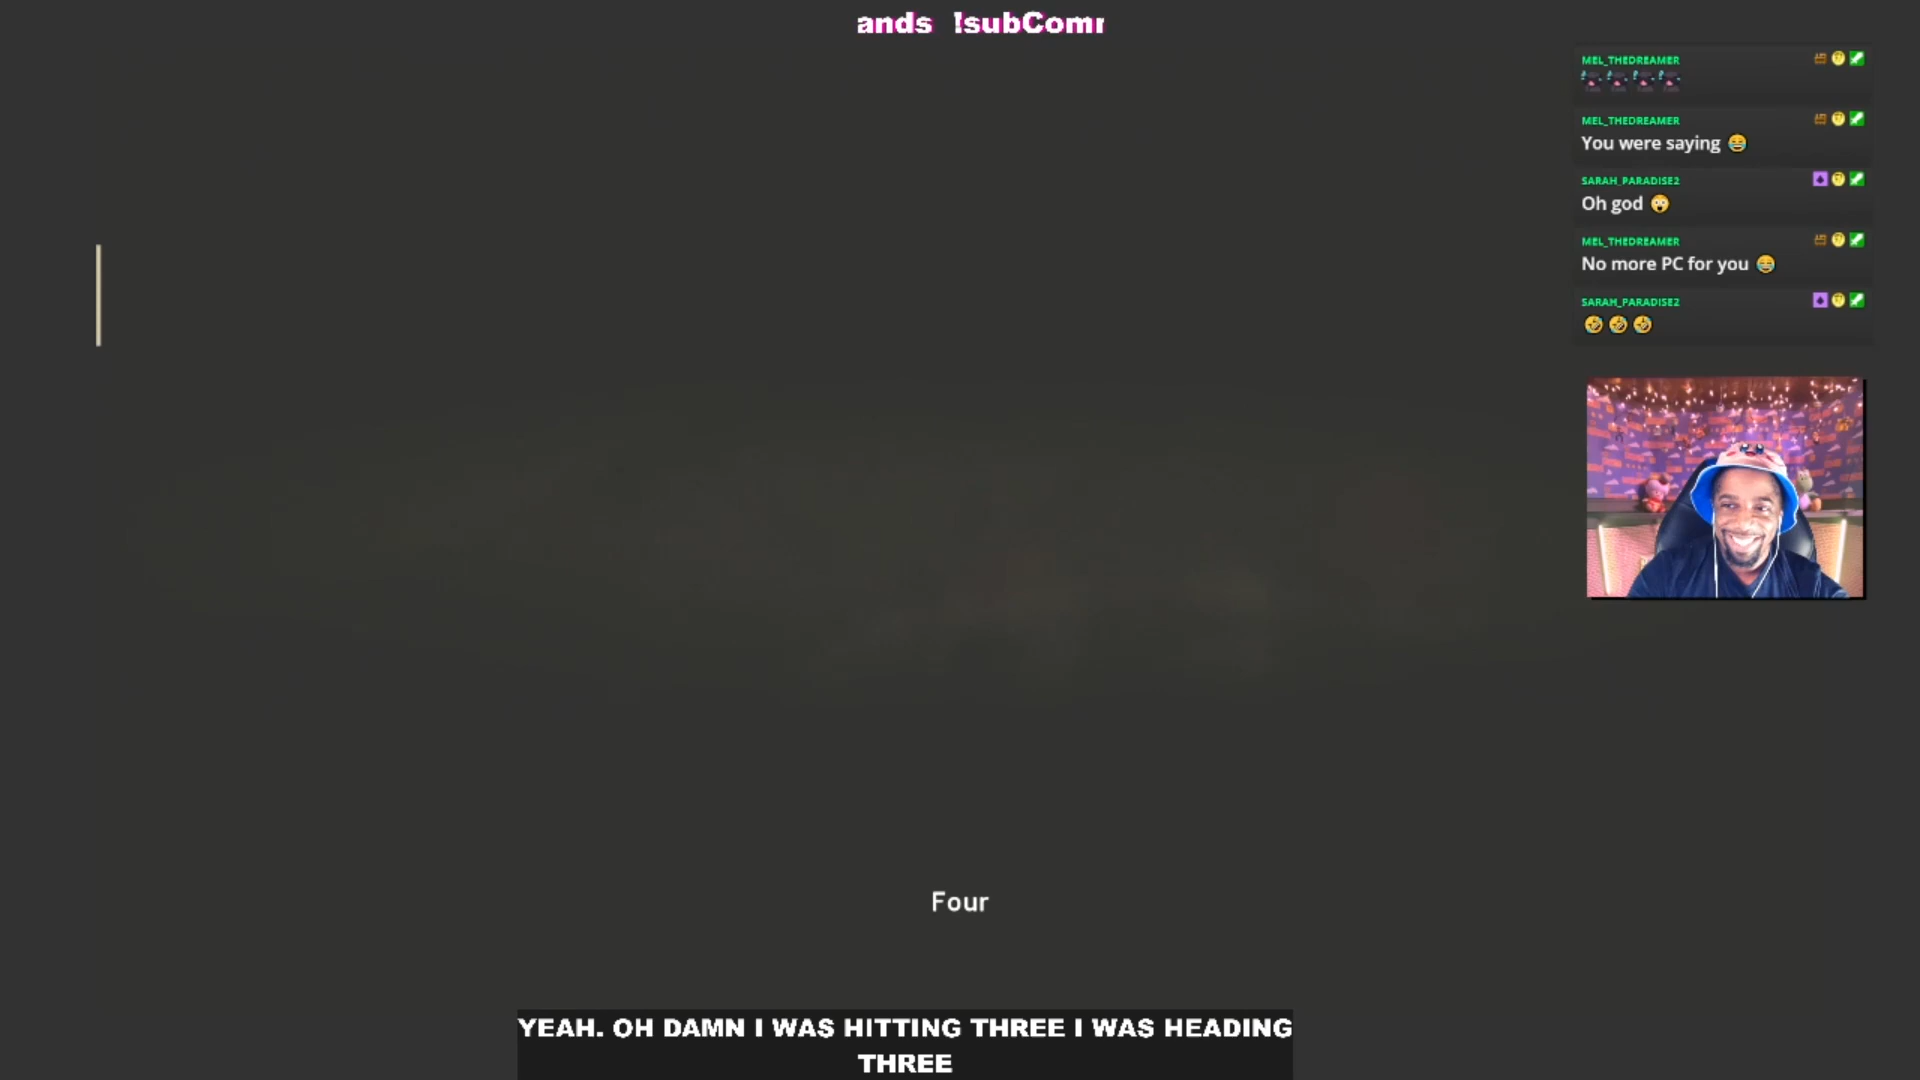 ands !subComm
MEL_THEDREAMER
MEL_THEDREAMER
You were saying 😂
SARAH_PARADISE2
Oh god 😲
MEL_THEDREAMER
No more PC for you 😂
SARAH_PARADISE2
🤣 🤣 🤣
Four
YEAH. OH DAMN I WAS HITTING THREE I WAS HEADING
THREE